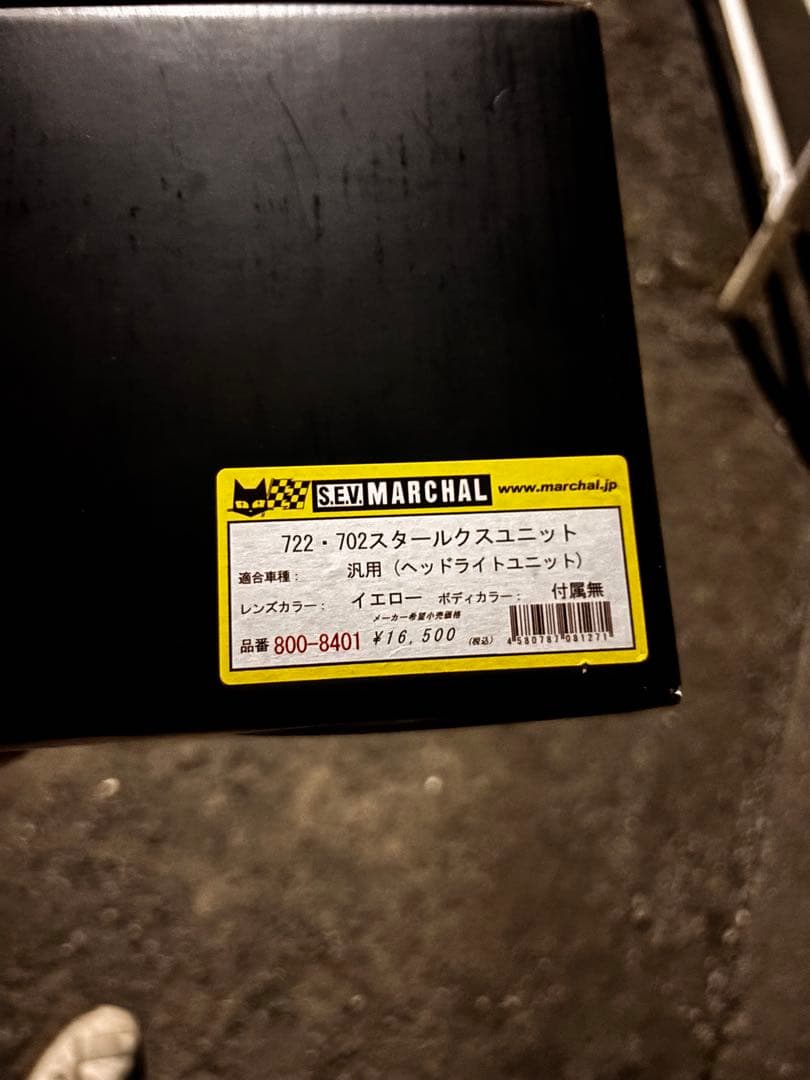 S.E.V. MARCHAL www.marchal.jp
722・702スタールクスユニット
適合車種： 汎用（ヘッドライトユニット）
レンズカラー： イエロー ボディカラー： 付属無
メーカー希望小売価格
品番 800-8401 ¥16,500 (税込) 4580787081271